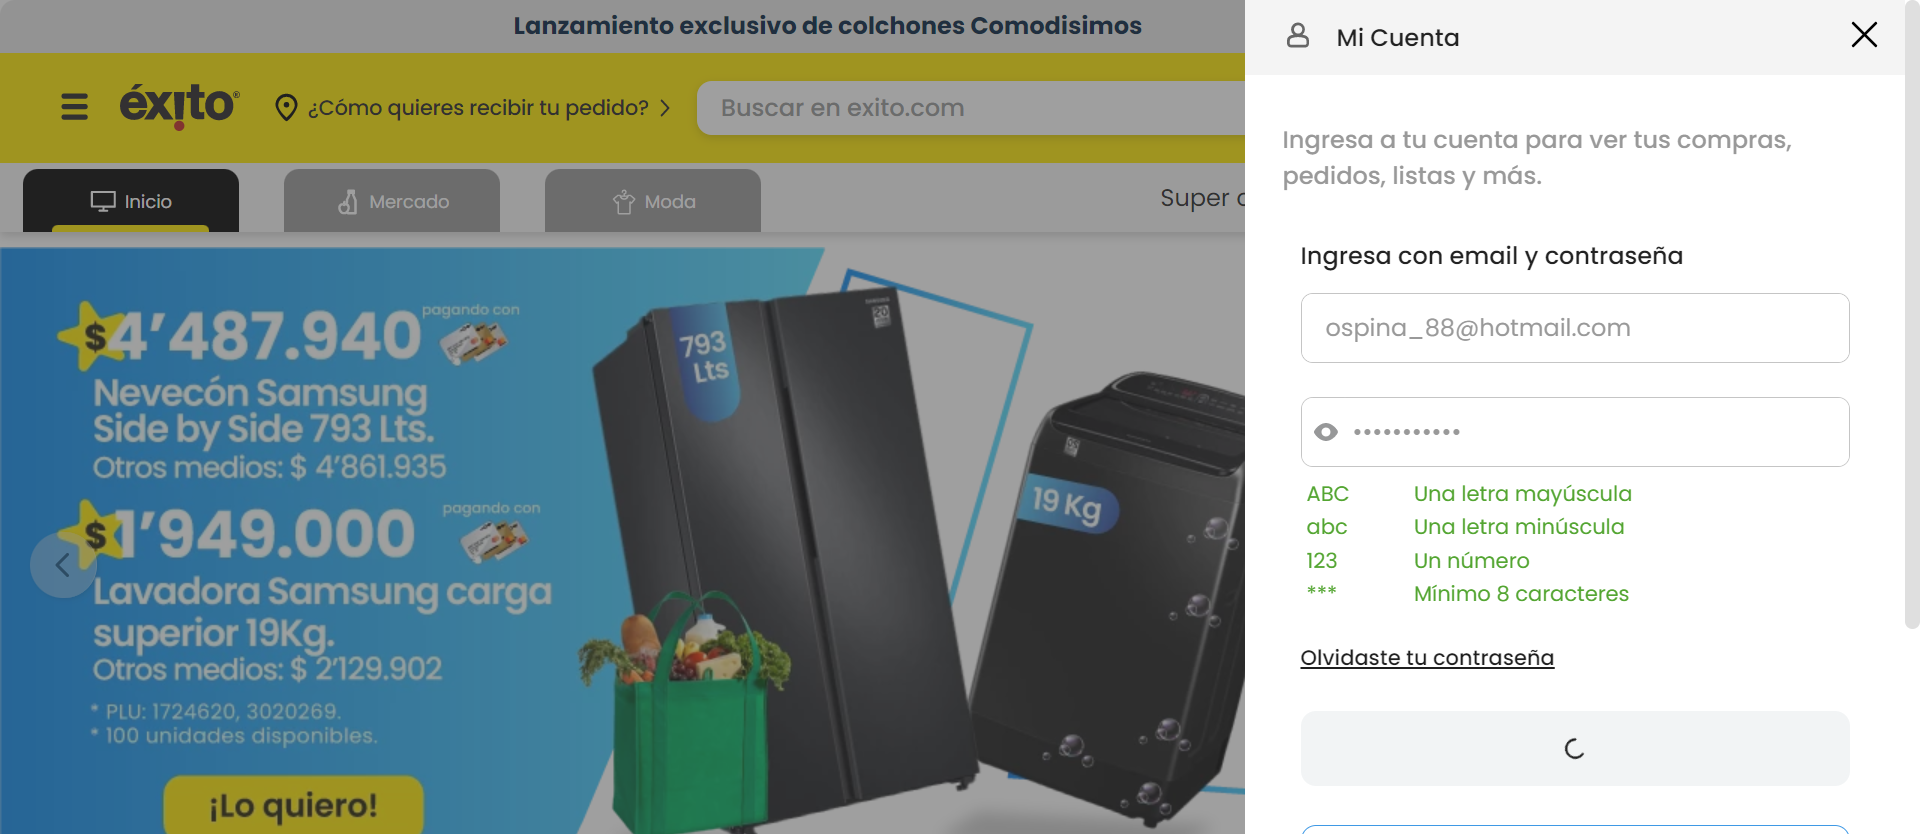 Lanzamiento exclusivo de colchones Comodisimos
éxito
¿Cómo quieres recibir tu pedido?
Buscar en exito.com
Inicio
Mercado
Moda
Super
pagando con
$4'487.940
Nevecón Samsung
Side by Side 793 Lts.
Otros medios: $ 4'861.935
pagando con
$1'949.000
Lavadora Samsung carga
superior 19Kg.
Otros medios: $ 2'129.902
* PLU: 1724620, 3020269.
* 100 unidades disponibles.
¡Lo quiero!
793
Lts
20
19 Kg
Mi Cuenta
Ingresa a tu cuenta para ver tus compras,
pedidos, listas y más.
Ingresa con email y contraseña
ospina_88@hotmail.com
•••••••••••
ABC Una letra mayúscula
abc Una letra minúscula
123 Un número
*** Mínimo 8 caracteres
Olvidaste tu contraseña